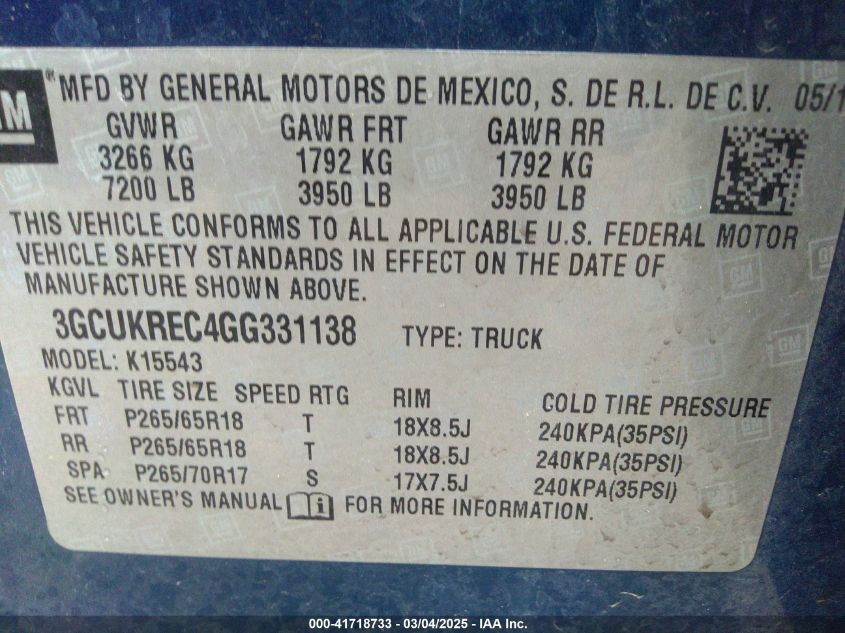 GM ® MFD BY GENERAL MOTORS DE MEXICO, S. DE R.L. DE C.V. 05/1
GVWR GAWR FRT GAWR RR
3266 KG 1792 KG 1792 KG
7200 LB 3950 LB 3950 LB
THIS VEHICLE CONFORMS TO ALL APPLICABLE U.S. FEDERAL MOTOR
VEHICLE SAFETY STANDARDS IN EFFECT ON THE DATE OF
MANUFACTURE SHOWN ABOVE.
3GCUKREC4GG331138 TYPE: TRUCK
MODEL: K15543
KGVL TIRE SIZE SPEED RTG RIM COLD TIRE PRESSURE
FRT P265/65R18 T 18X8.5J 240KPA(35PSI)
RR P265/65R18 T 18X8.5J 240KPA(35PSI)
SPA P265/70R17 S 17X7.5J 240KPA(35PSI)
SEE OWNER'S MANUAL i FOR MORE INFORMATION.
000-41718733 - 03/04/2025 - IAA Inc.